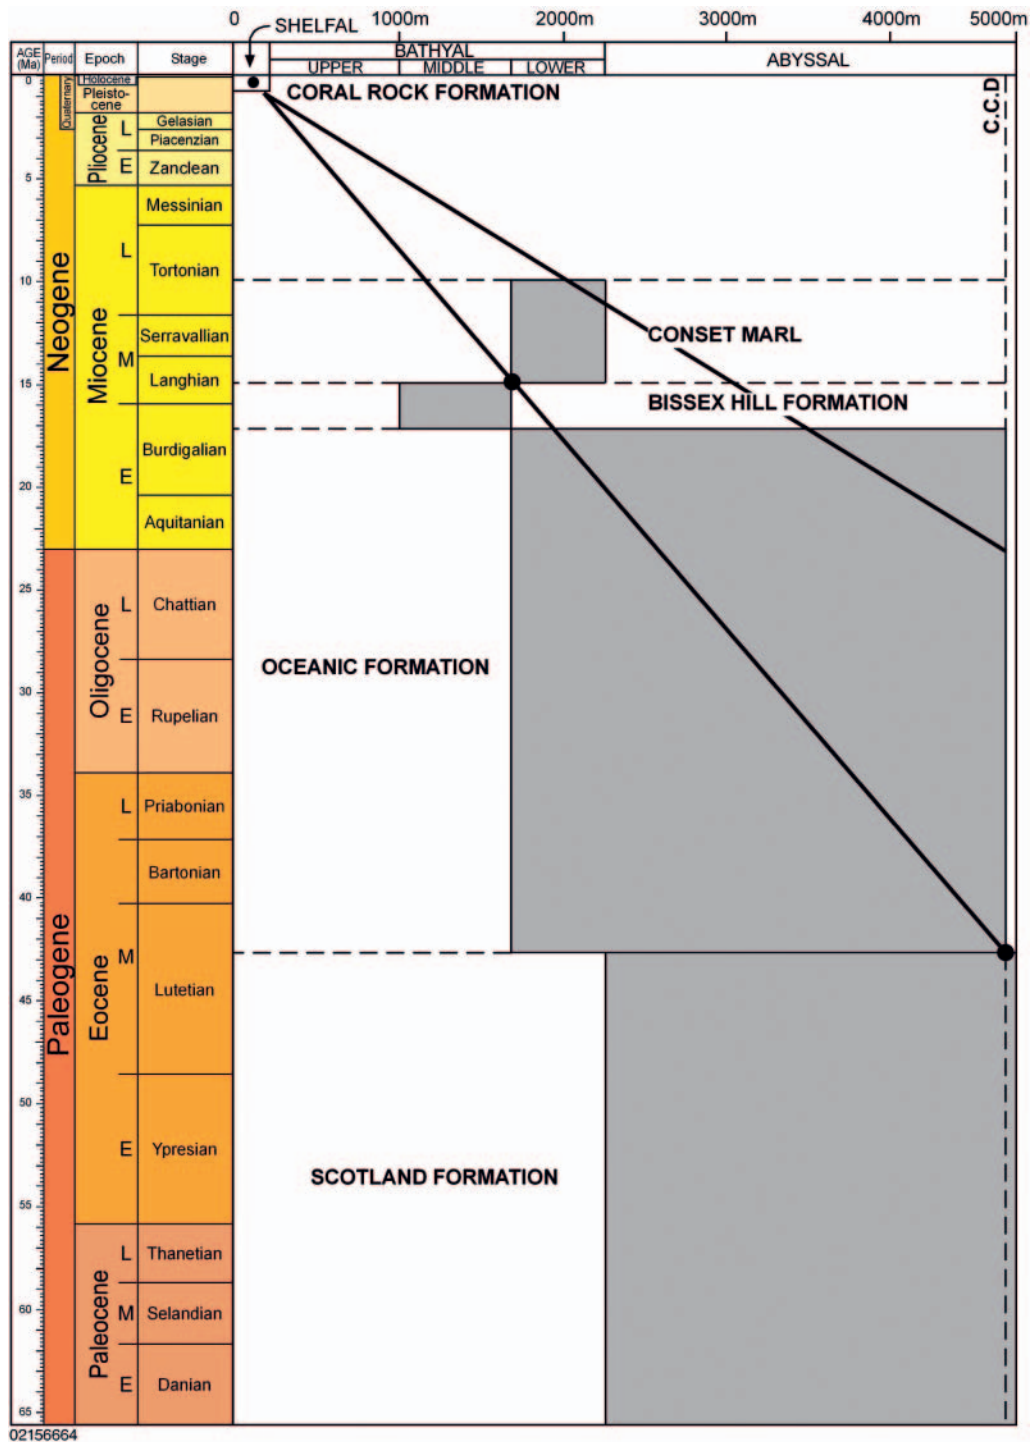 0 1000m 2000m 3000m 4000m 5000m
SHELFAL
AGE (Ma) Period Epoch Stage
BATHYAL
UPPER MIDDLE LOWER
ABYSSAL
C.C.D
0
5
10
15
20
25
30
35
40
45
50
55
60
65
Quaternary
Neogene
Paleogene
Holocene
Pleisto-
cene
Pliocene
L
E
Gelasian
Piacenzian
Zanclean
Miocene
L
M
E
Messinian
Tortonian
Serravallian
Langhian
Burdigalian
Aquitanian
Oligocene
L
E
Chattian
Rupelian
Eocene
L
M
E
Priabonian
Bartonian
Lutetian
Ypresian
Paleocene
L
M
E
Thanetian
Selandian
Danian
CORAL ROCK FORMATION
CONSET MARL
BISSEX HILL FORMATION
OCEANIC FORMATION
SCOTLAND FORMATION
02156664